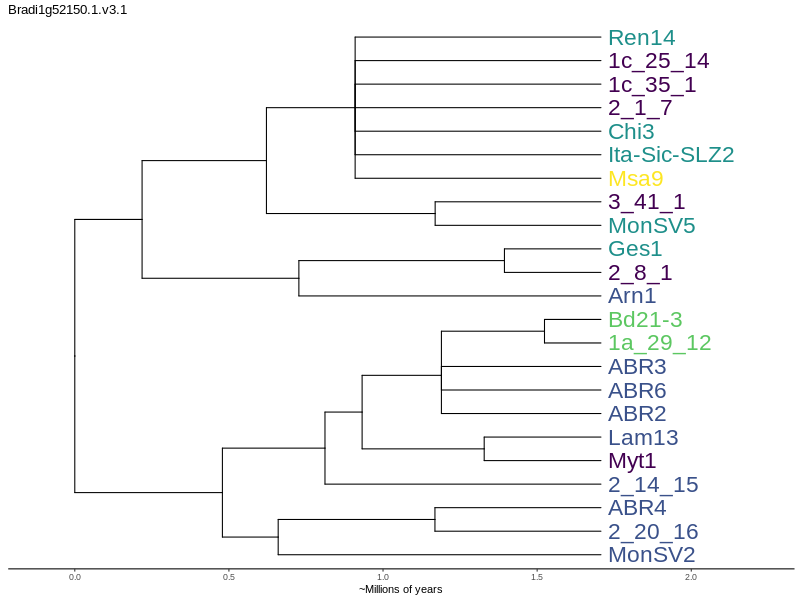 Bradi1g52150.1.v3.1
Ren14
1c_25_14
1c_35_1
2_1_7
Chi3
Ita-Sic-SLZ2
Msa9
3_41_1
MonSV5
Ges1
2_8_1
Arn1
Bd21-3
1a_29_12
ABR3
ABR6
ABR2
Lam13
Myt1
2_14_15
ABR4
2_20_16
MonSV2
0.0 0.5 1.0 1.5 2.0
~Millions of years